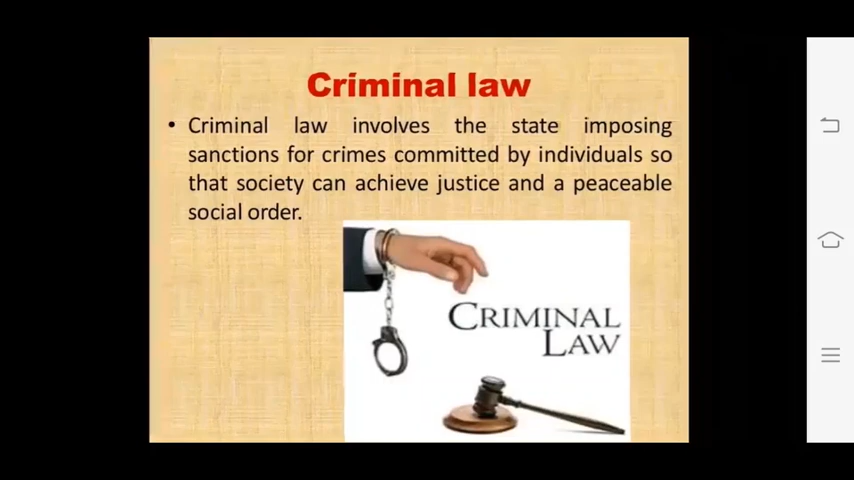 Criminal law
• Criminal law involves the state imposing
sanctions for crimes committed by individuals so
that society can achieve justice and a peaceable
social order.
CRIMINAL
LAW